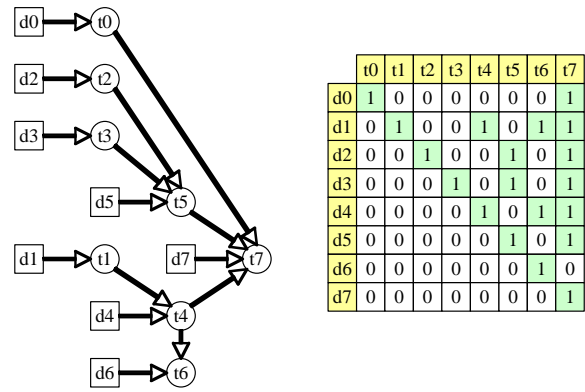 d0 t0
d2 t2
d3 t3
d5 t5
d1 t1 d7 t7
d4 t4
d6 t6
t0 t1 t2 t3 t4 t5 t6 t7
d0 1 0 0 0 0 0 0 1
d1 0 1 0 0 1 0 1 1
d2 0 0 1 0 0 1 0 1
d3 0 0 0 1 0 1 0 1
d4 0 0 0 0 1 0 1 1
d5 0 0 0 0 0 1 0 1
d6 0 0 0 0 0 0 1 0
d7 0 0 0 0 0 0 0 1